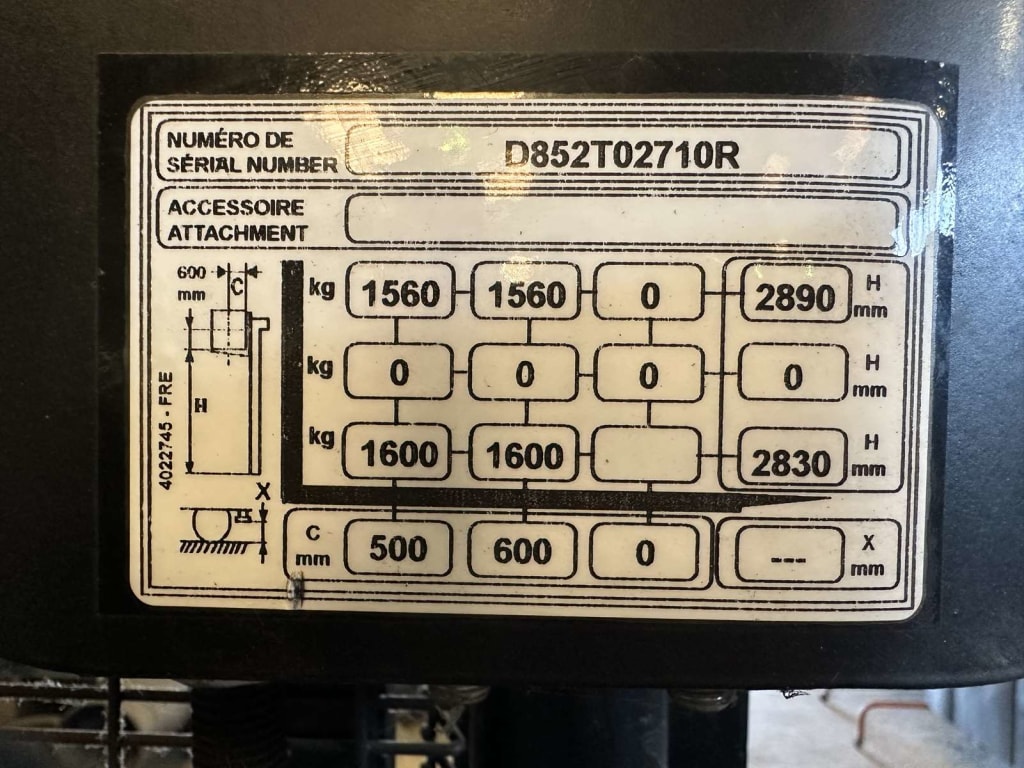 NUMÉRO DE
SÉRIAL NUMBER
D852T02710R
ACCESSOIRE
ATTACHMENT
600
mm
C
H
X
4022745 - FRE
kg 1560 1560 0 2890 H mm
kg 0 0 0 0 H mm
kg 1600 1600 2830 H mm
C mm 500 600 0 --- X mm